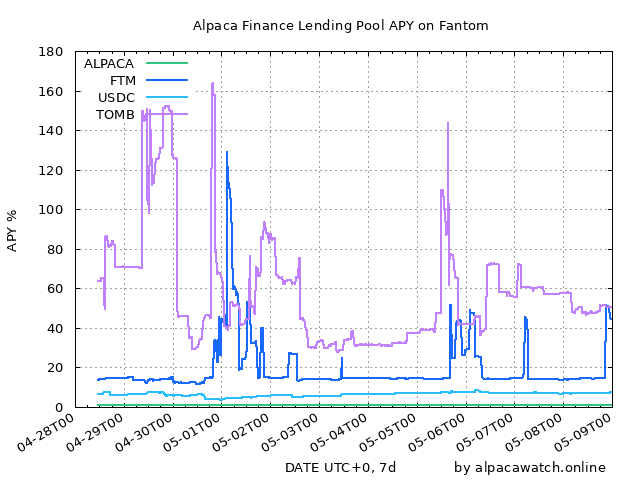 Alpaca Finance Lending Pool APY on Fantom
APY %
180
160
140
120
100
80
60
40
20
0
ALPACA
FTM
USDC
TOMB
04-28T00
04-29T00
04-30T00
05-01T00
05-02T00
05-03T00
05-04T00
05-05T00
05-06T00
05-07T00
05-08T00
05-09T00
DATE UTC+0, 7d
by alpacawatch.online